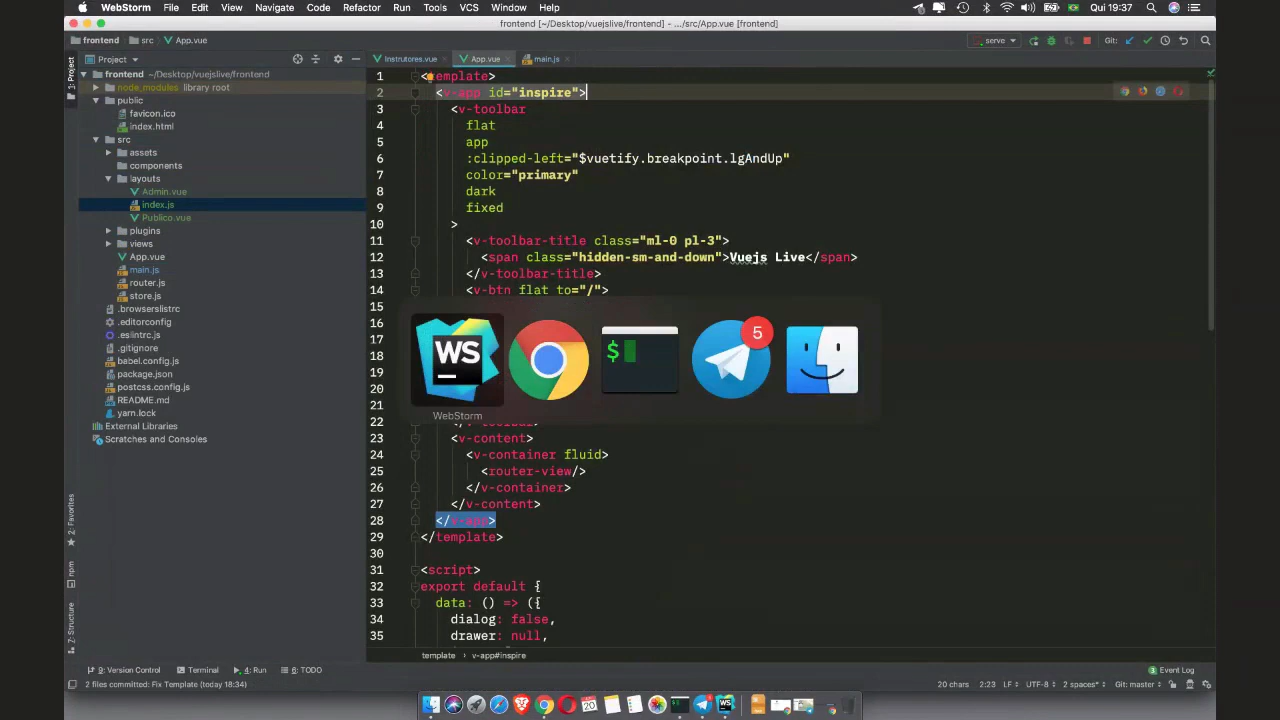 WebStorm File Edit View Navigate Code Refactor Run Tools VCS Window Help Qui 19:37
frontend [~/Desktop/vuejslive/frontend] - .../src/App.vue [frontend]
frontend src App.vue serve Git:
Project Instrutores.vue App.vue main.js
1: Project
frontend ~/Desktop/vuejslive/frontend
node_modules library root
public
favicon.ico
index.html
src
assets
components
layouts
Admin.vue
index.js
Publico.vue
plugins
views
App.vue
main.js
router.js
store.js
.browserslistrc
.editorconfig
.eslintrc.js
.gitignore
babel.config.js
package.json
postcss.config.js
README.md
yarn.lock
External Libraries
Scratches and Consoles
2: Favorites
npm
7: Structure
1 <template>
2 <v-app id="inspire">
3 <v-toolbar
4 flat
5 app
6 :clipped-left="$vuetify.breakpoint.lgAndUp"
7 color="primary"
8 dark
9 fixed
10 >
11 <v-toolbar-title class="ml-0 pl-3">
12 <span class="hidden-sm-and-down">Vuejs Live</span>
13 </v-toolbar-title>
14 <v-btn flat to="/">
15
16
17
18
19
20
21
22 </v-toolbar>
23 <v-content>
24 <v-container fluid>
25 <router-view/>
26 </v-container>
27 </v-content>
28 </v-app>
29 </template>
30
31 <script>
32 export default {
33 data: () => ({
34 dialog: false,
35 drawer: null,
WS
$
5
WebStorm
template › v-app#inspire
9: Version Control Terminal 4: Run 6: TODO 3 Event Log
2 files committed: Fix Template (today 18:34) 20 chars 2:23 LF UTF-8 2 spaces* Git: master
20